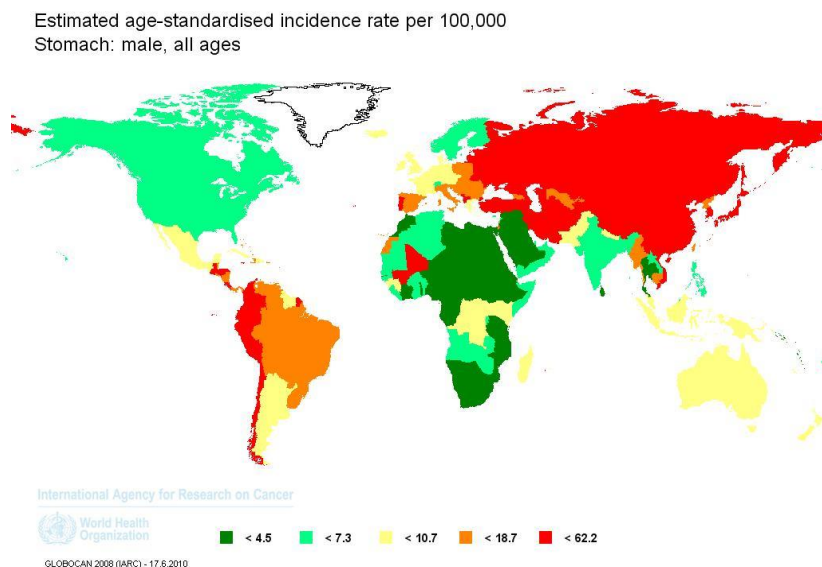 Estimated age-standardised incidence rate per 100,000
Stomach: male, all ages
International Agency for Research on Cancer
World Health
Organization
< 4.5 < 7.3 < 10.7 < 18.7 < 62.2
GLOBOCAN 2008 (IARC) - 17.6.2010